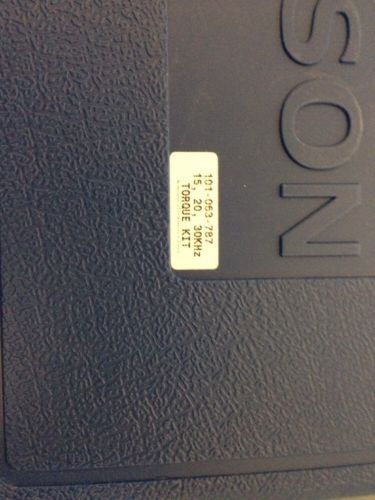 SON
101-063-787
15, 20, 30KHz
TORQUE KIT